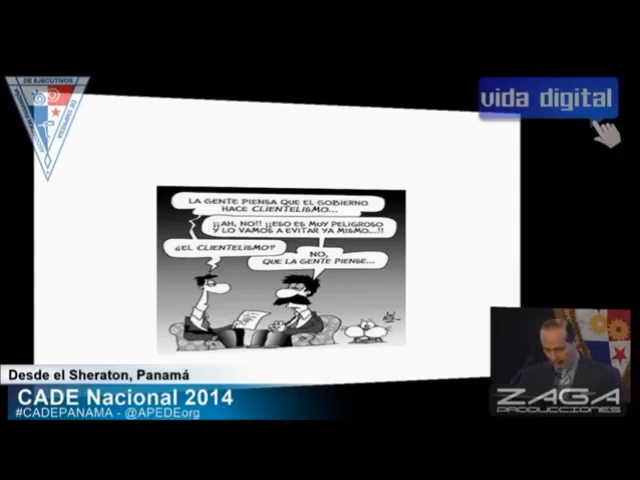 DE EJECUTIVOS
DE EMPRESA
vida digital
LA GENTE PIENSA QUE EL GOBIERNO
HACE CLIENTELISMO...
¡¡AH, NO!! ¡¡ESO ES MUY PELIGROSO
Y LO VAMOS A EVITAR YA MISMO...!!
¿EL CLIENTELISMO?
NO,
QUE LA GENTE PIENSE...
Desde el Sheraton, Panamá
CADE Nacional 2014
#CADEPANAMA - @APEDEorg
ZAGA
PRODUCCIONES